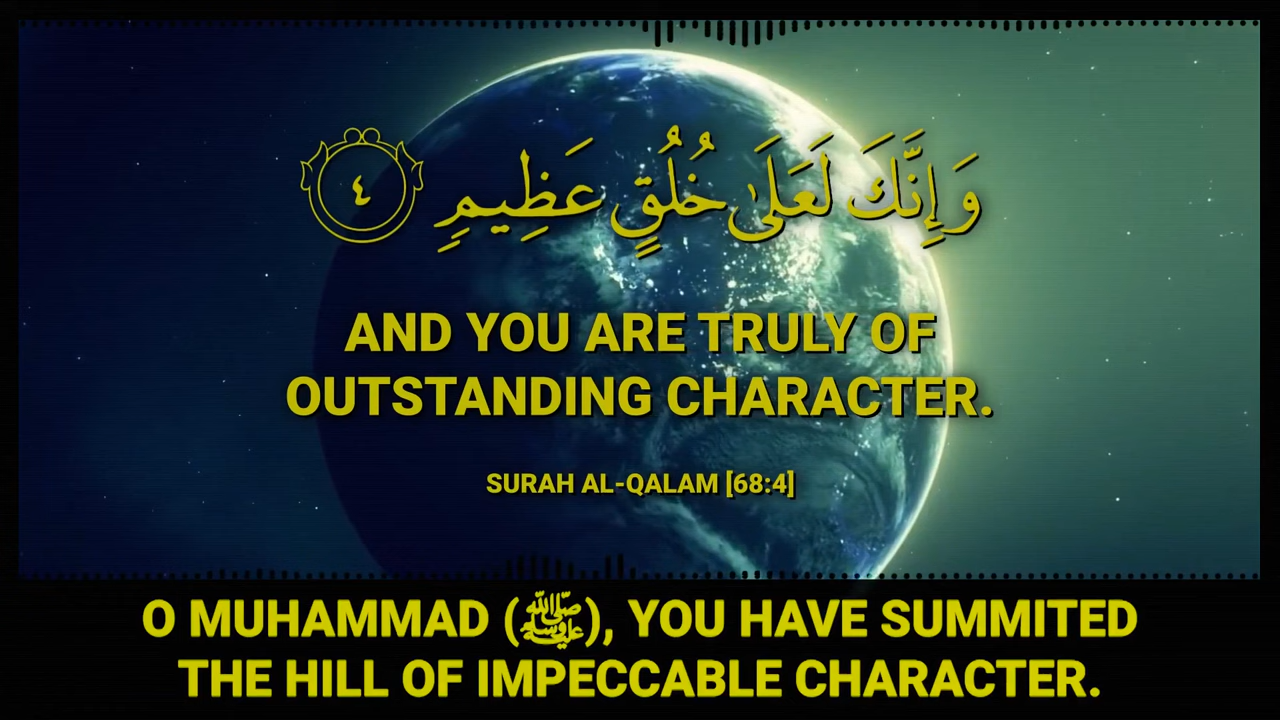 وَإِنَّكَ لَعَلَىٰ خُلُقٍ عَظِيمٍ ٤
AND YOU ARE TRULY OF
OUTSTANDING CHARACTER.
SURAH AL-QALAM [68:4]
O MUHAMMAD (ﷺ), YOU HAVE SUMMITED
THE HILL OF IMPECCABLE CHARACTER.